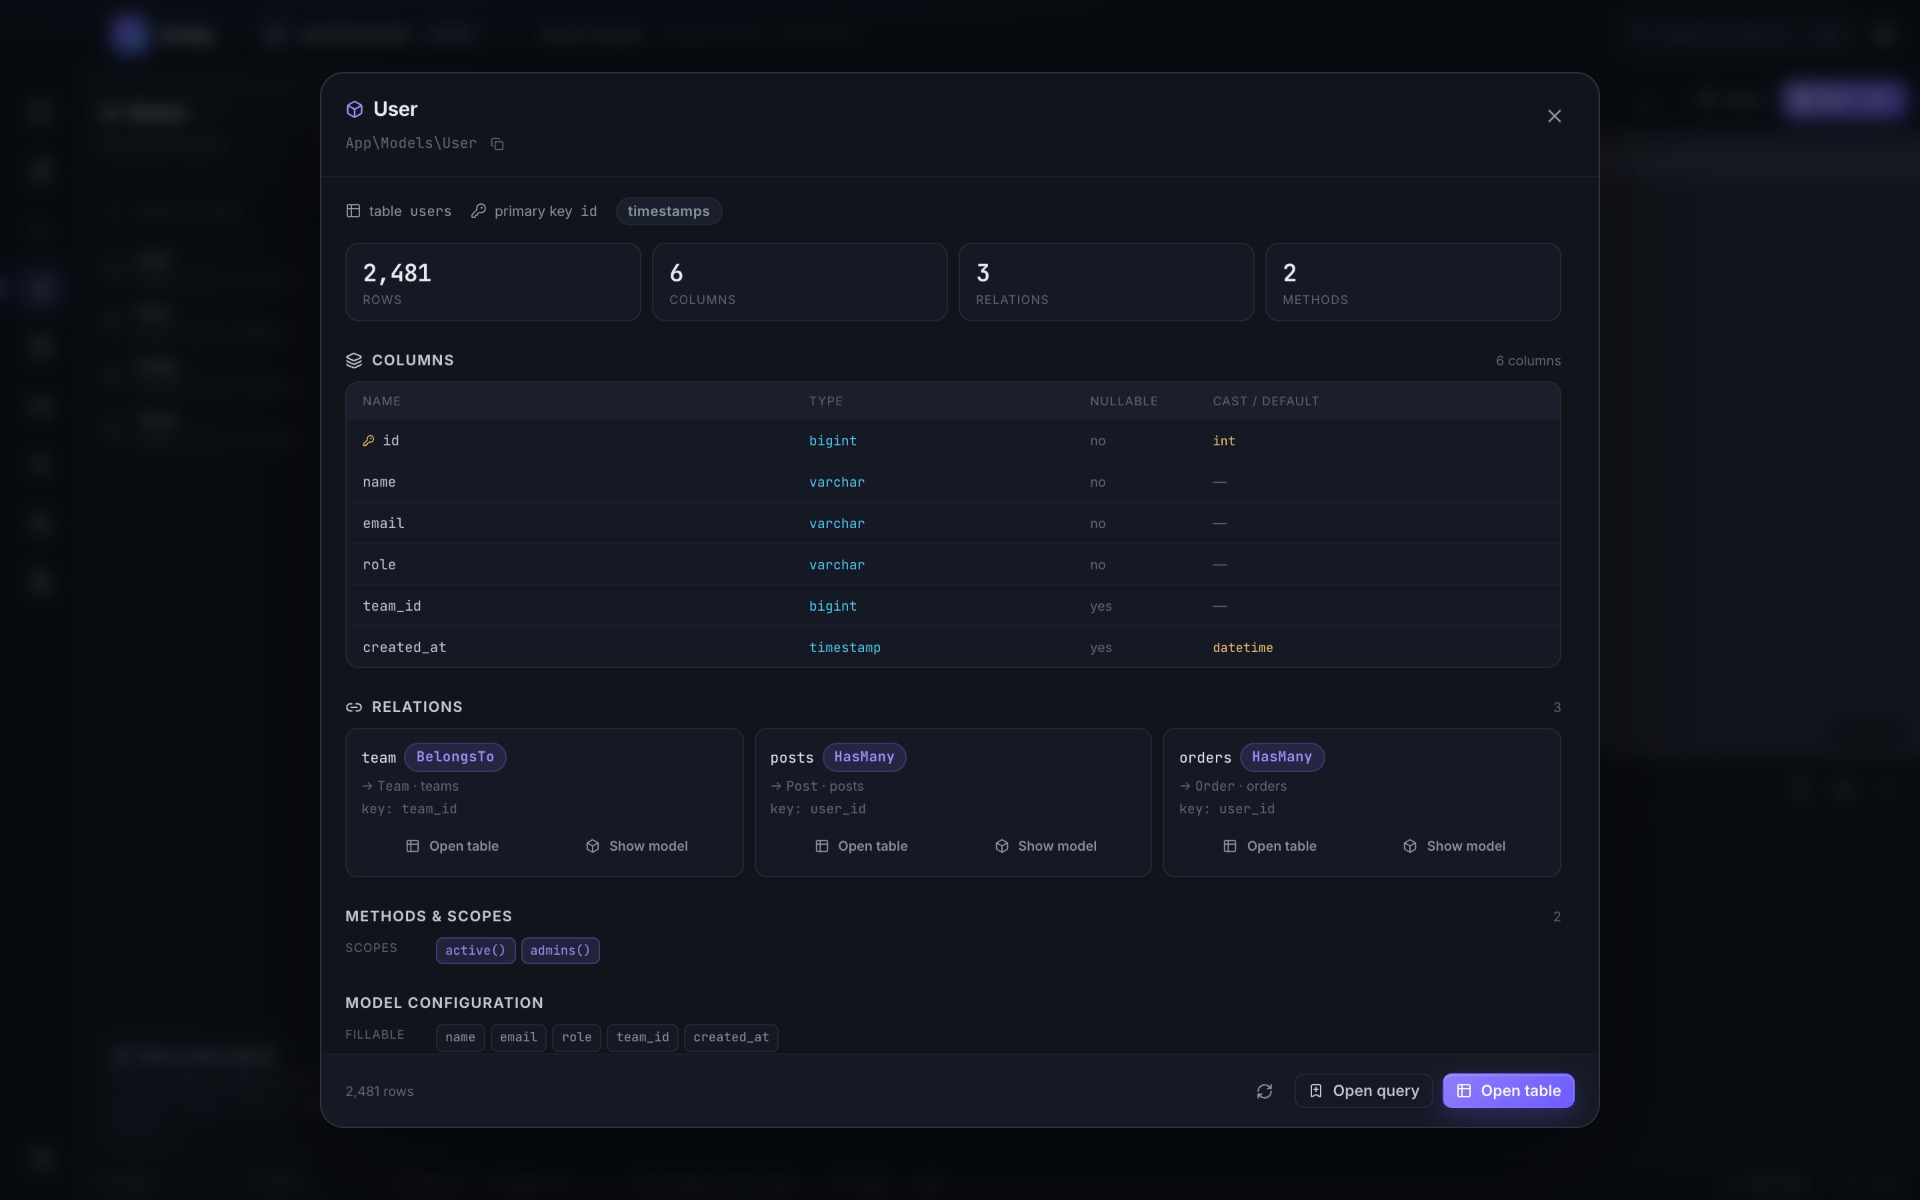 User
App\Models\User
table users primary key id timestamps
2,481 6 3 2
ROWS COLUMNS RELATIONS METHODS
COLUMNS 6 columns
NAME TYPE NULLABLE CAST / DEFAULT
id bigint no int
name varchar no —
email varchar no —
role varchar no —
team_id bigint yes —
created_at timestamp yes datetime
RELATIONS 3
team BelongsTo posts HasMany orders HasMany
→ Team · teams → Post · posts → Order · orders
key: team_id key: user_id key: user_id
Open table Show model Open table Show model Open table Show model
METHODS & SCOPES 2
SCOPES active() admins()
MODEL CONFIGURATION
FILLABLE name email role team_id created_at
2,481 rows Open query Open table